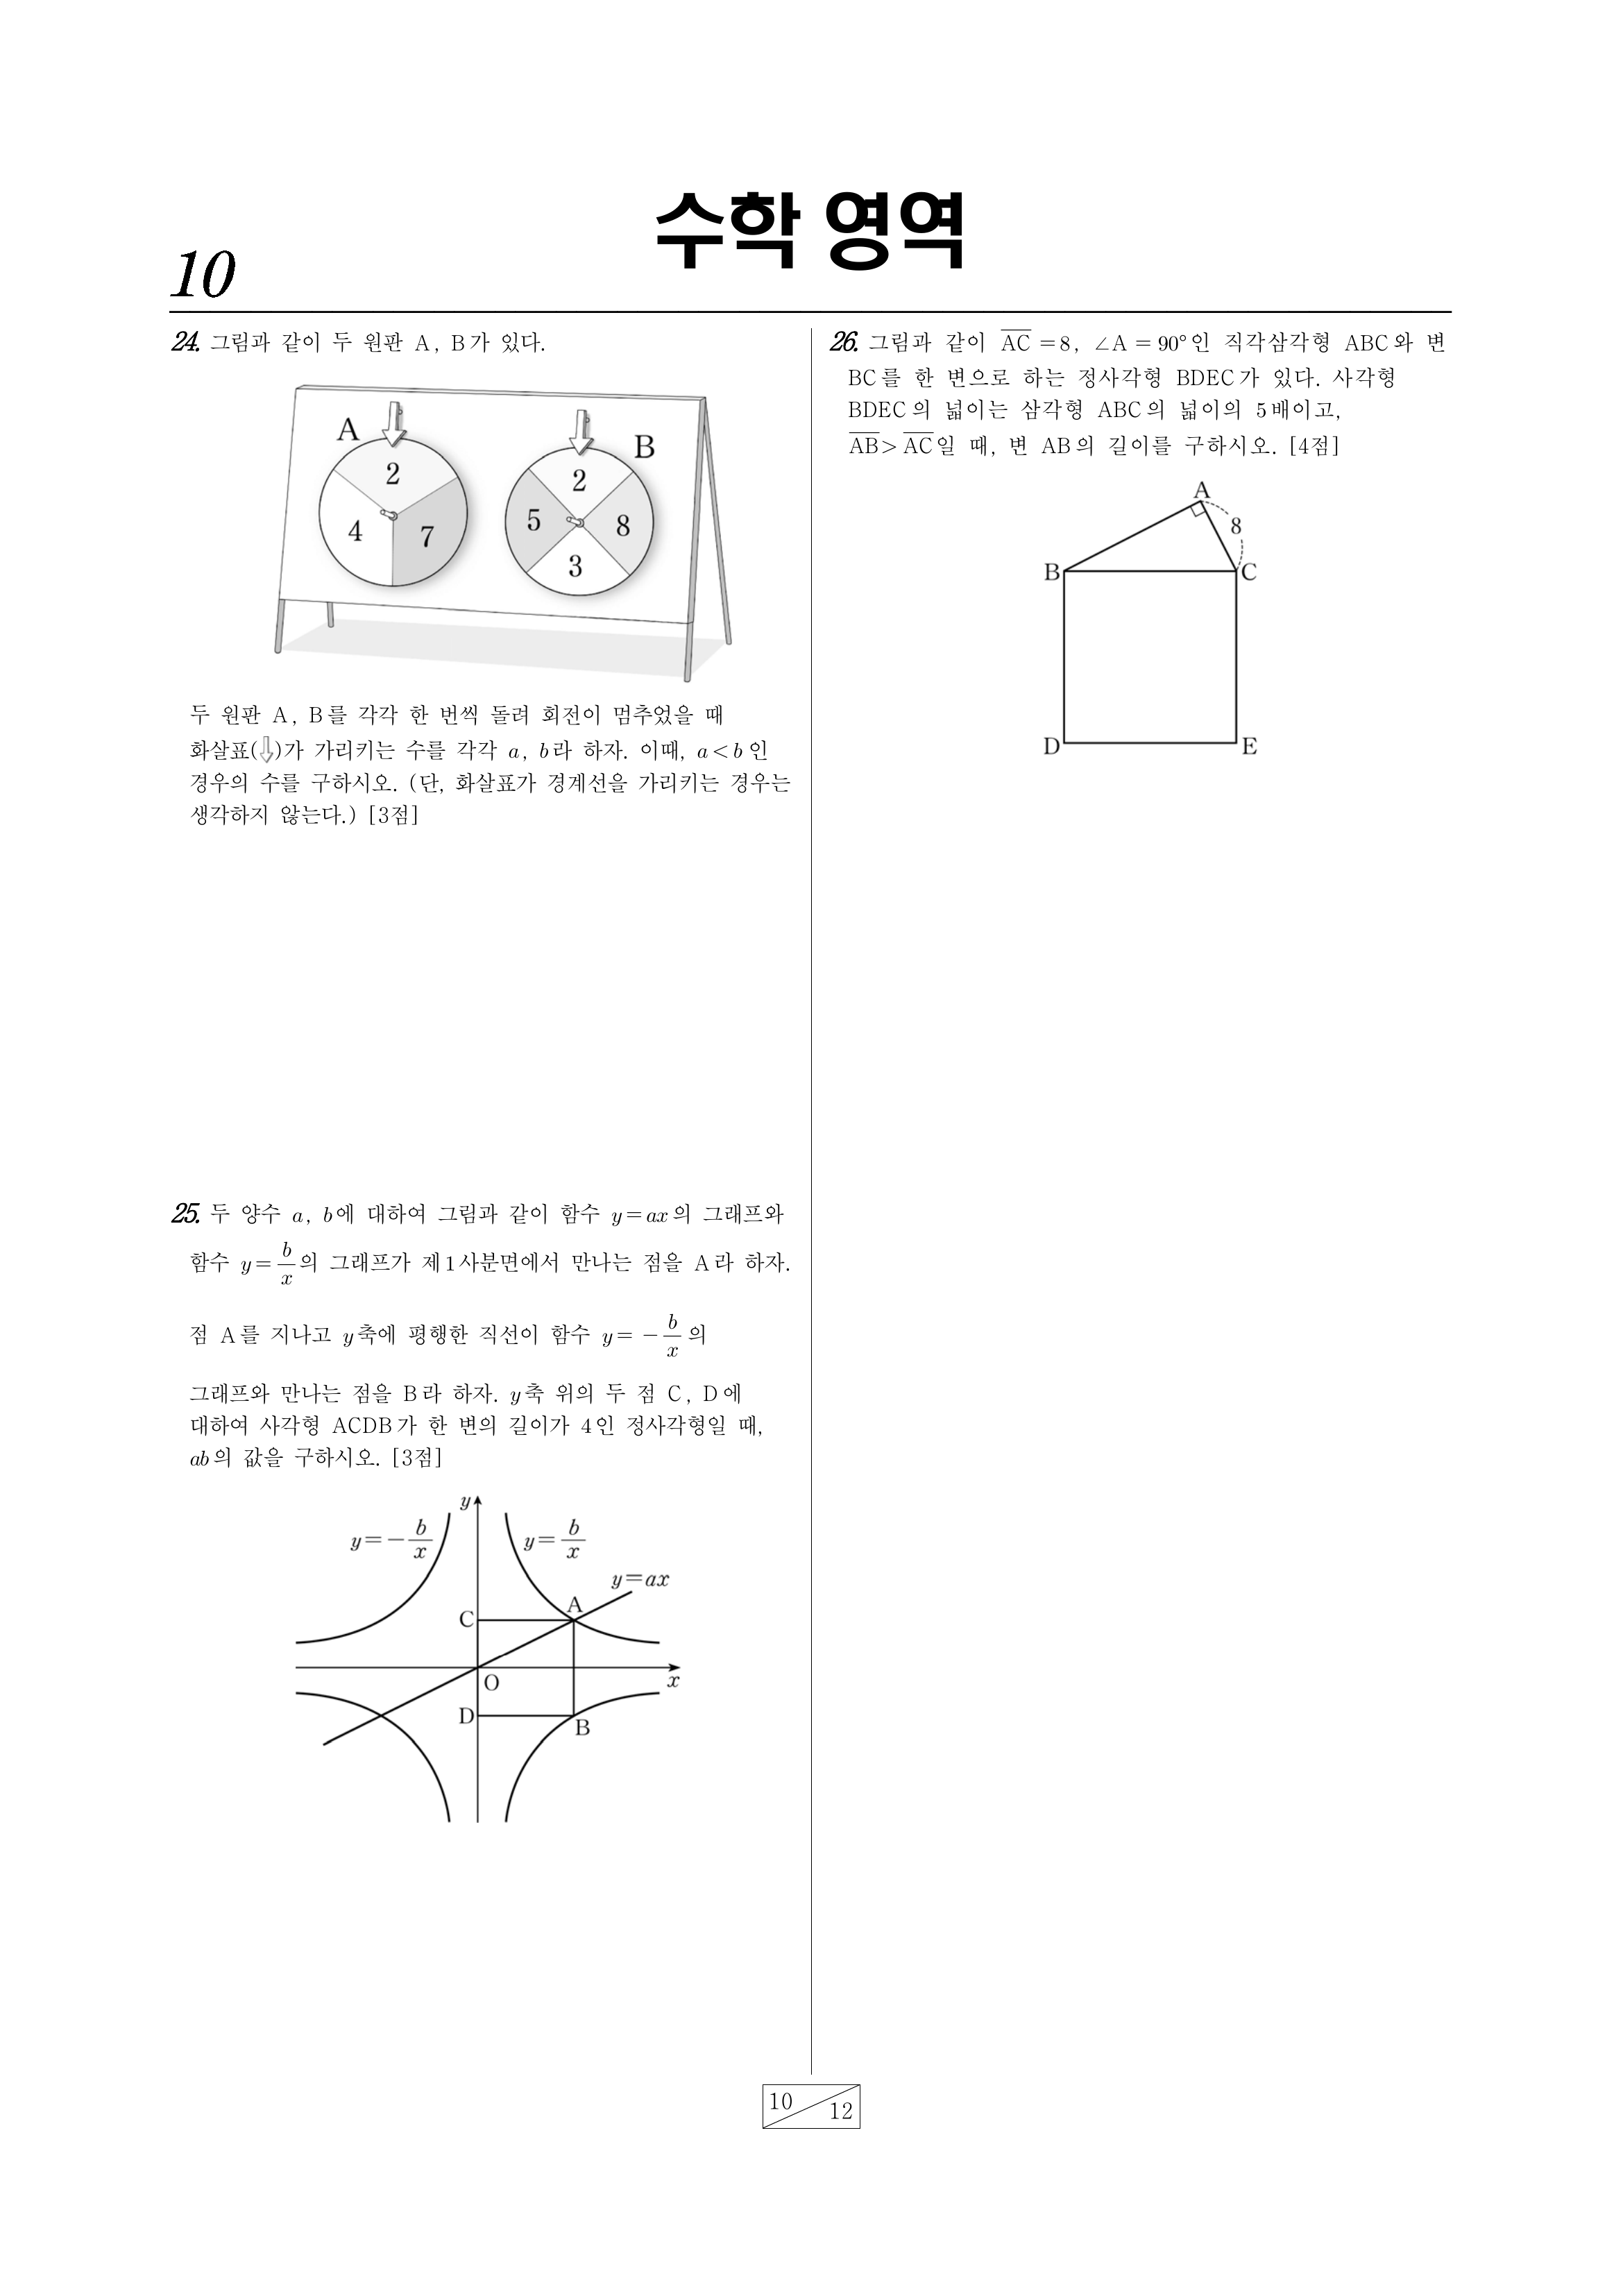 수학 영역
10
24. 그림과 같이 두 원판 A, B가 있다.
A
B
2
4
7
2
5
8
3
두 원판 A, B를 각각 한 번씩 돌려 회전이 멈추었을 때
화살표(⇩)가 가리키는 수를 각각 a, b라 하자. 이때, a < b인
경우의 수를 구하시오. (단, 화살표가 경계선을 가리키는 경우는
생각하지 않는다.) [3점]
25. 두 양수 a, b에 대하여 그림과 같이 함수 y = ax의 그래프와
함수 y = b/x의 그래프가 제1사분면에서 만나는 점을 A라 하자.
점 A를 지나고 y축에 평행한 직선이 함수 y = -b/x의
그래프와 만나는 점을 B라 하자. y축 위의 두 점 C, D에
대하여 사각형 ACDB가 한 변의 길이가 4인 정사각형일 때,
ab의 값을 구하시오. [3점]
y
y = -b/x
y = b/x
y = ax
C
A
O
x
D
B
26. 그림과 같이 A̅C̅ = 8, ∠A = 90°인 직각삼각형 ABC와 변
BC를 한 변으로 하는 정사각형 BDEC가 있다. 사각형
BDEC의 넓이는 삼각형 ABC의 넓이의 5배이고,
A̅B̅ > A̅C̅일 때, 변 AB의 길이를 구하시오. [4점]
A
8
B
C
D
E
10
12